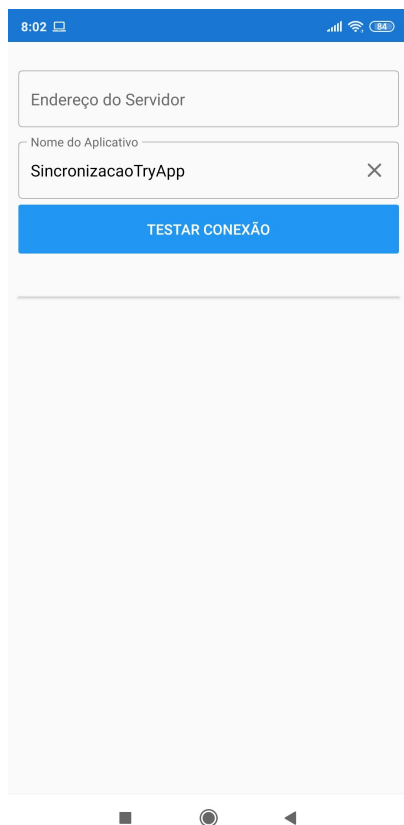 8:02
84
Endereço do Servidor
Nome do Aplicativo
SincronizacaoTryApp
TESTAR CONEXÃO